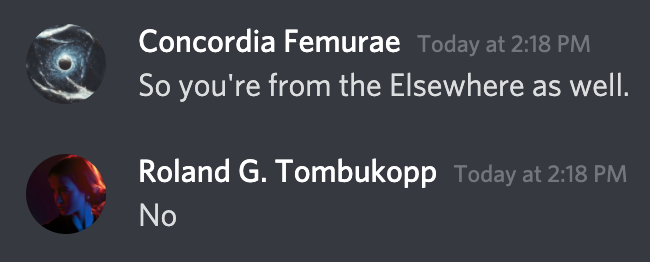 Concordia Femurae Today at 2:18 PM
So you're from the Elsewhere as well.
Roland G. Tombukopp Today at 2:18 PM
No